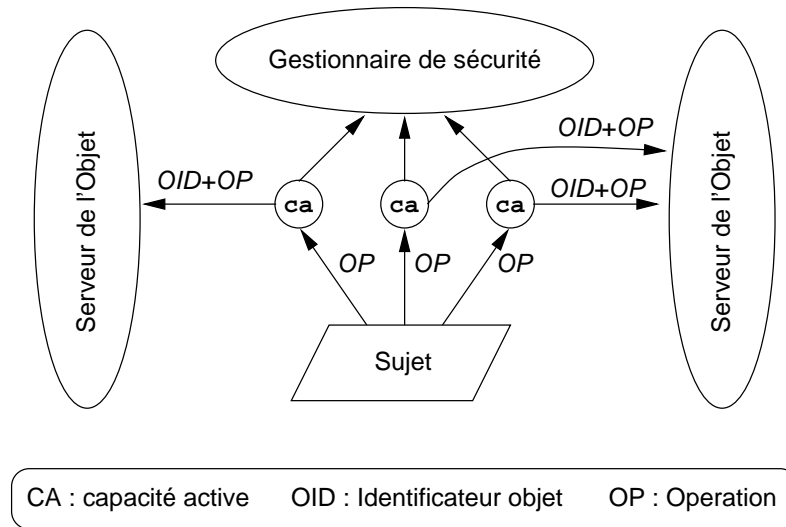 Gestionnaire de sécurité
Serveur de l'Objet
OID+OP
OID+OP
OID+OP
ca
ca
ca
Serveur de l'Objet
OP
OP
OP
Sujet
CA : capacité active OID : Identificateur objet OP : Operation